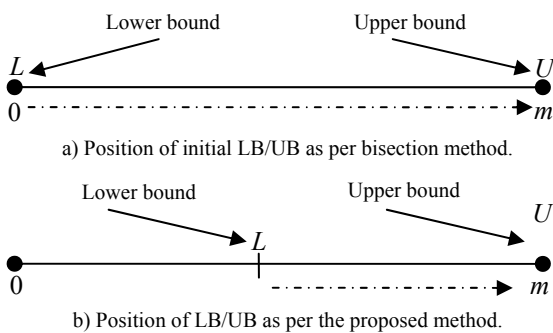 Lower bound Upper bound
L U
0 m
a) Position of initial LB/UB as per bisection method.
Lower bound Upper bound
U
L
0 m
b) Position of LB/UB as per the proposed method.